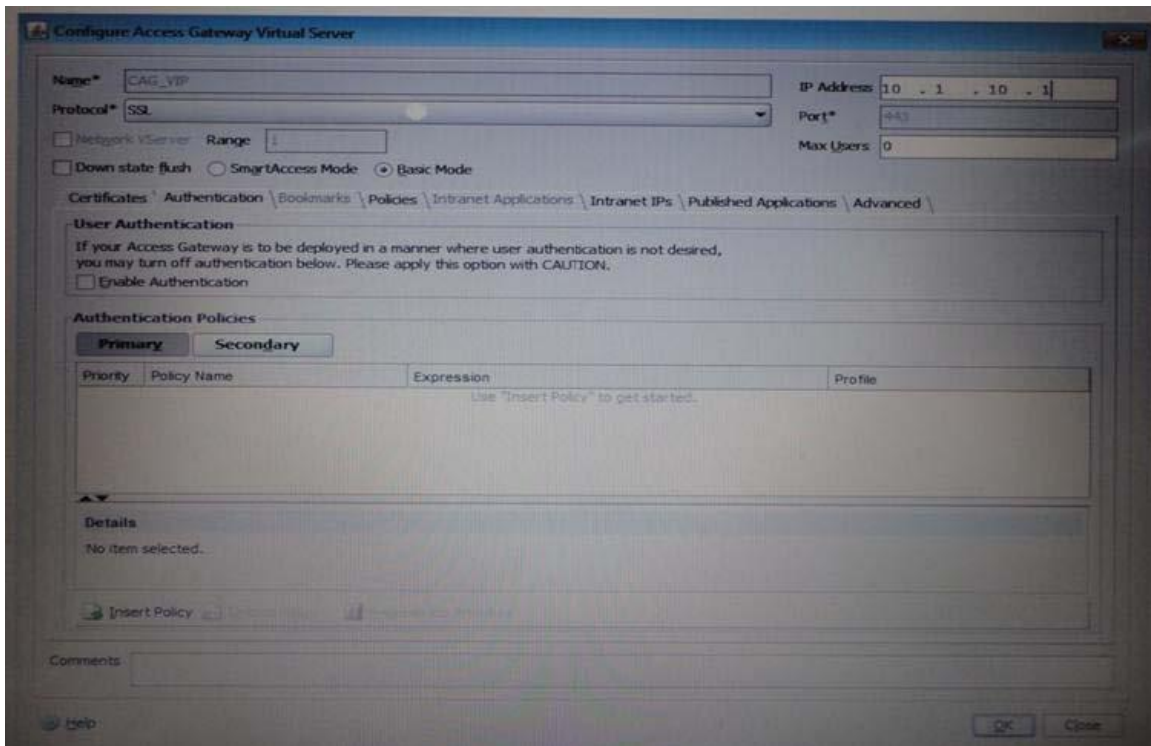 Configure Access Gateway Virtual Server
Name* CAG_VIP
IP Address 10 . 1 . 10 . 1
Protocol* SSL
Port* 443
Network VServer Range 1
Max Users 0
Down state flush SmartAccess Mode Basic Mode
Certificates Authentication Bookmarks Policies Intranet Applications Intranet IPs Published Applications Advanced
User Authentication
If your Access Gateway is to be deployed in a manner where user authentication is not desired,
you may turn off authentication below. Please apply this option with CAUTION.
Enable Authentication
Authentication Policies
Primary Secondary
Priority Policy Name Expression Profile
Use "Insert Policy" to get started.
Details
No item selected.
Insert Policy
Comments
Help OK Close